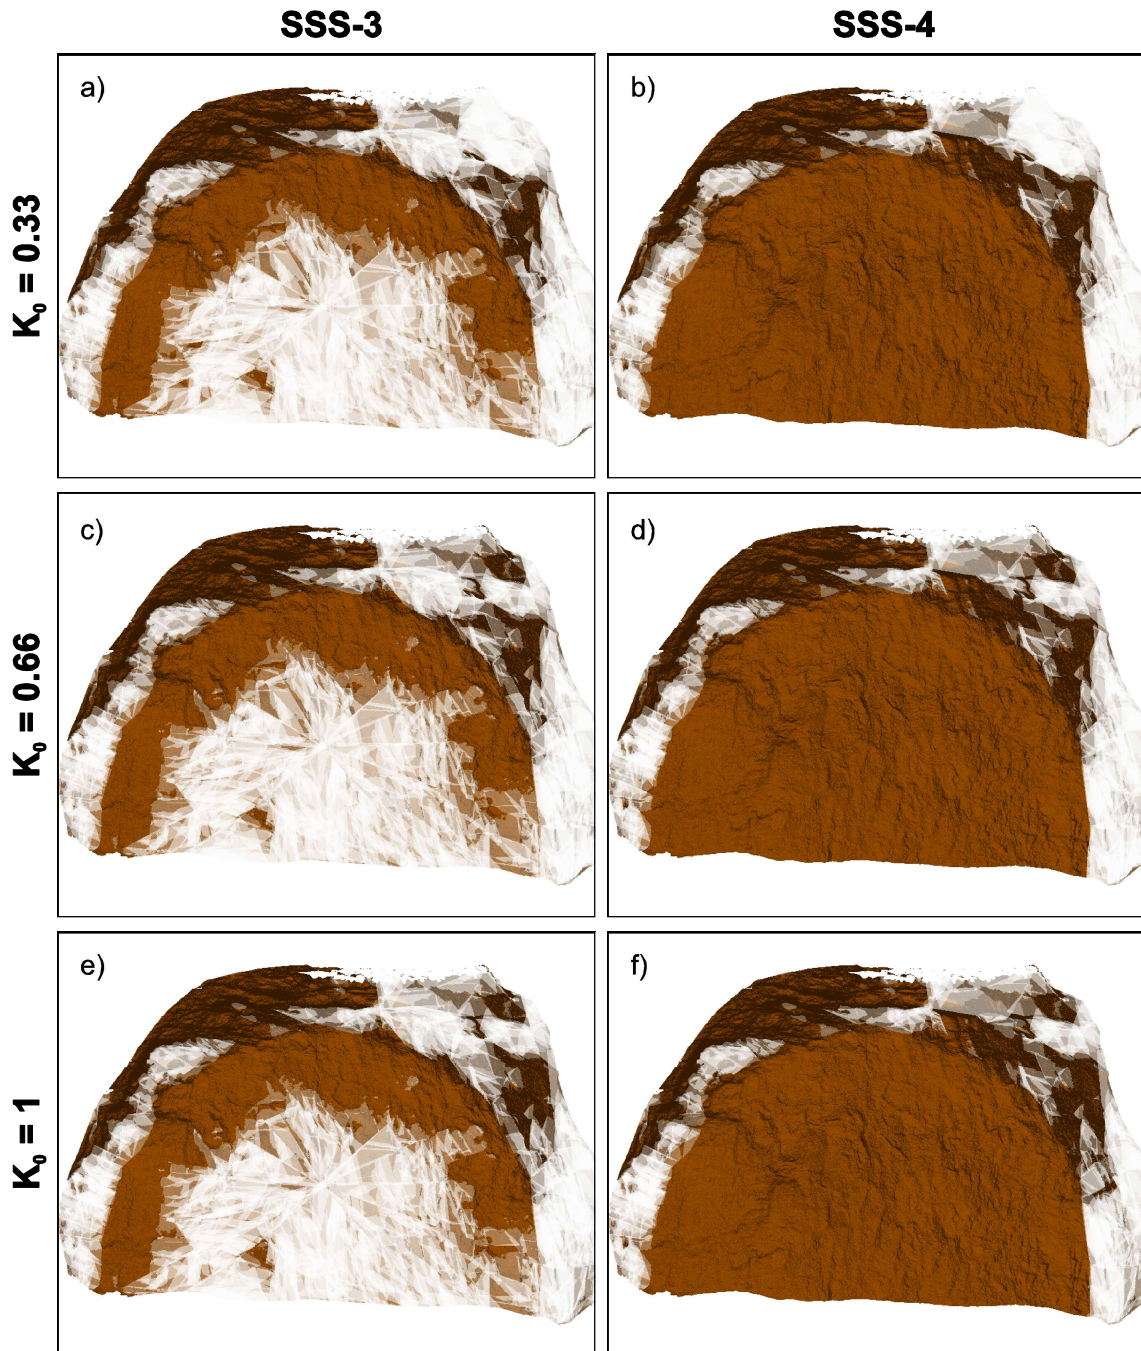 SSS-3 SSS-4
K₀ = 0.33
a) b)
K₀ = 0.66
c) d)
K₀ = 1
e) f)